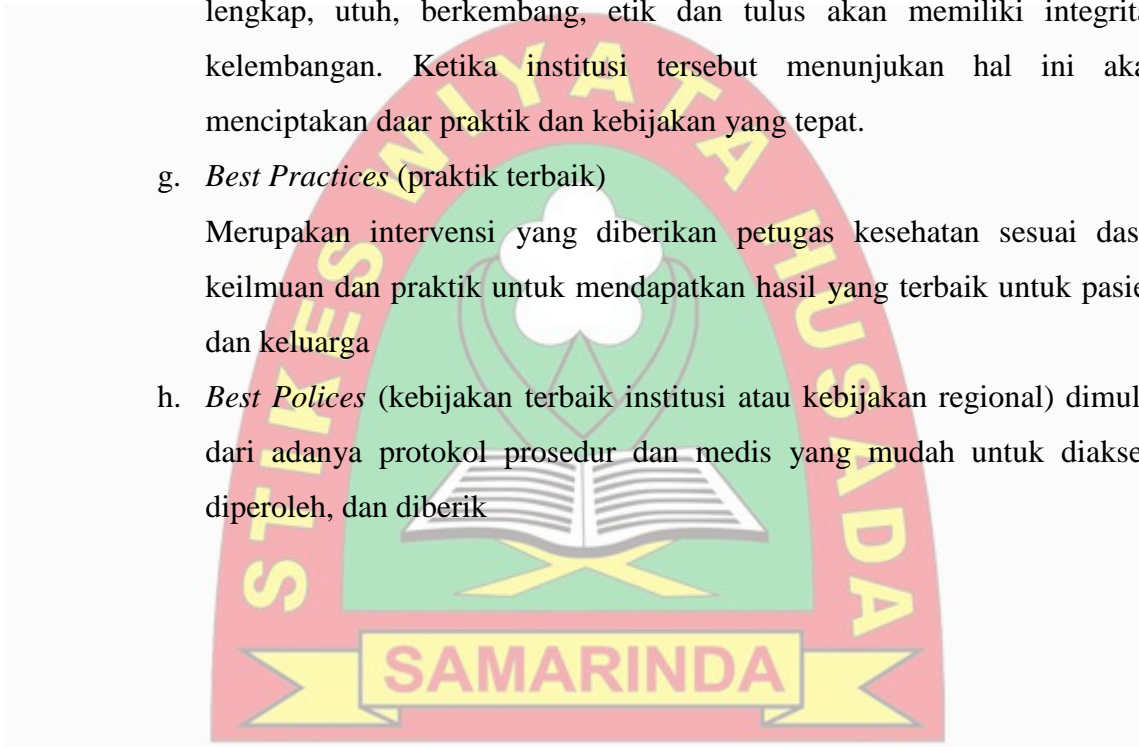 lengkap, utuh, berkembang, etik dan tulus akan memiliki integrita
kelembangan. Ketika institusi tersebut menunjukan hal ini aka
menciptakan daar praktik dan kebijakan yang tepat.
g. Best Practices (praktik terbaik)
Merupakan intervensi yang diberikan petugas kesehatan sesuai das
keilmuan dan praktik untuk mendapatkan hasil yang terbaik untuk pasie
dan keluarga
h. Best Polices (kebijakan terbaik institusi atau kebijakan regional) dimul
dari adanya protokol prosedur dan medis yang mudah untuk diakse
diperoleh, dan diberik
STIKES WIYATA HUSADA
SAMARINDA